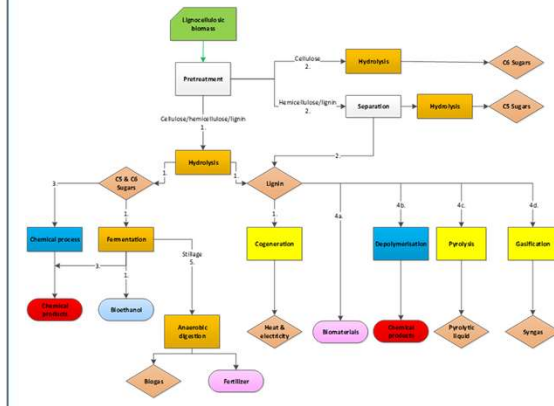 Lignocellulosic
biomass
Cellulose
2.
Hydrolysis
C6 Sugars
Pretreatment
Hemicellulose/lignin
2.
Separation
Hydrolysis
C5 Sugars
Cellulose/hemicellulose/lignin
1.
2.
Hydrolysis
1.
1.
C5 & C6
Sugars
Lignin
3.
1.
1.
4a.
4b.
4c.
4d.
Chemical process
Fermentation
Cogeneration
Depolymerisation
Pyrolysis
Gasification
Stillage
5.
3.
1.
Chemical
products
Bioethanol
Anaerobic
digestion
Heat &
electricity
Biomaterials
Chemical
products
Pyrolytic
liquid
Syngas
Biogas
Fertilizer